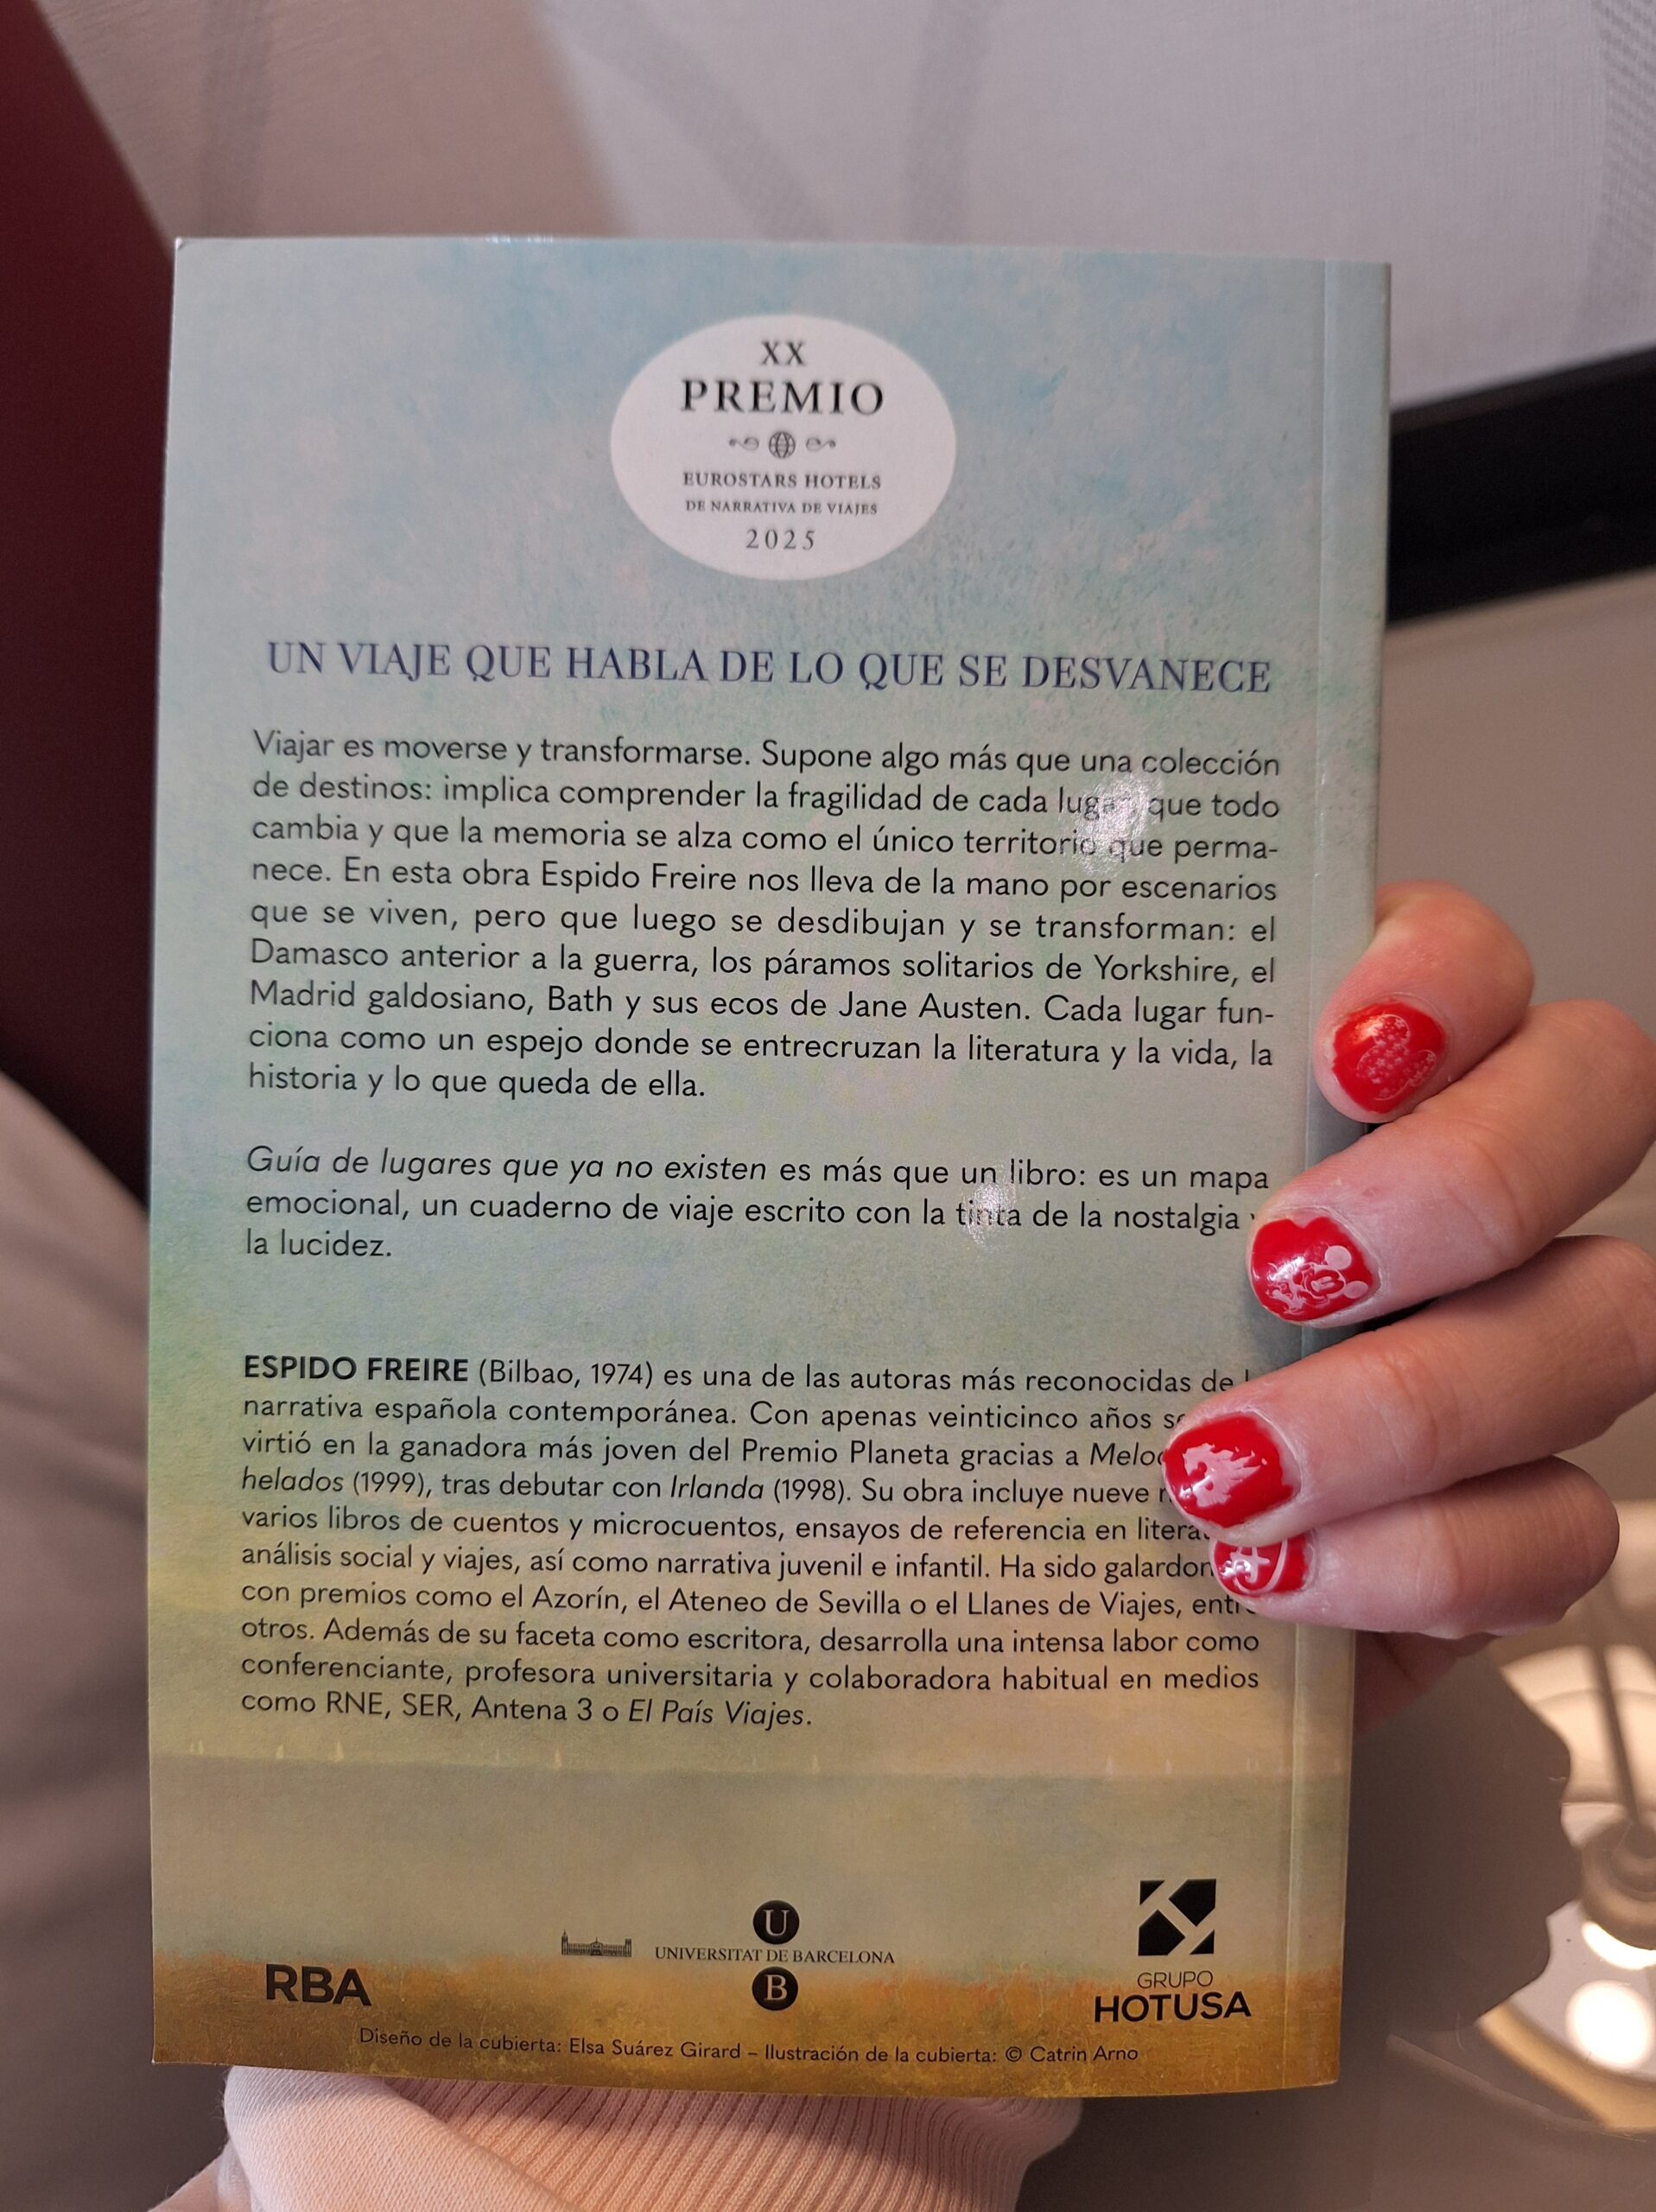 XX
PREMIO
EUROSTARS HOTELS
DE NARRATIVA DE VIAJES
2025
UN VIAJE QUE HABLA DE LO QUE SE DESVANECE
Viajar es moverse y transformarse. Supone algo más que una colección
de destinos: implica comprender la fragilidad de cada lugar, que todo
cambia y que la memoria se alza como el único territorio que perma-
nece. En esta obra Espido Freire nos lleva de la mano por escenarios
que se viven, pero que luego se desdibujan y se transforman: el
Damasco anterior a la guerra, los páramos solitarios de Yorkshire, el
Madrid galdosiano, Bath y sus ecos de Jane Austen. Cada lugar fun-
ciona como un espejo donde se entrecruzan la literatura y la vida, la
historia y lo que queda de ella.
Guía de lugares que ya no existen es más que un libro: es un mapa
emocional, un cuaderno de viaje escrito con la tinta de la nostalgia
la lucidez.
ESPIDO FREIRE (Bilbao, 1974) es una de las autoras más reconocidas de
narrativa española contemporánea. Con apenas veinticinco años
virtió en la ganadora más joven del Premio Planeta gracias a
helados (1999), tras debutar con Irlanda (1998). Su obra incluye nueve
varios libros de cuentos y microcuentos, ensayos de referencia en
análisis social y viajes, así como narrativa juvenil e infantil. Ha sido
con premios como el Azorín, el Ateneo de Sevilla o el Llanes de Viajes, entre
otros. Además de su faceta como escritora, desarrolla una intensa labor como
conferenciante, profesora universitaria y colaboradora habitual en medios
como RNE, SER, Antena 3 o El País Viajes.
RBA
U
UNIVERSITAT DE BARCELONA
B
GRUPO
HOTUSA
Diseño de la cubierta: Elsa Suárez Girard – Ilustración de la cubierta: © Catrin Arno